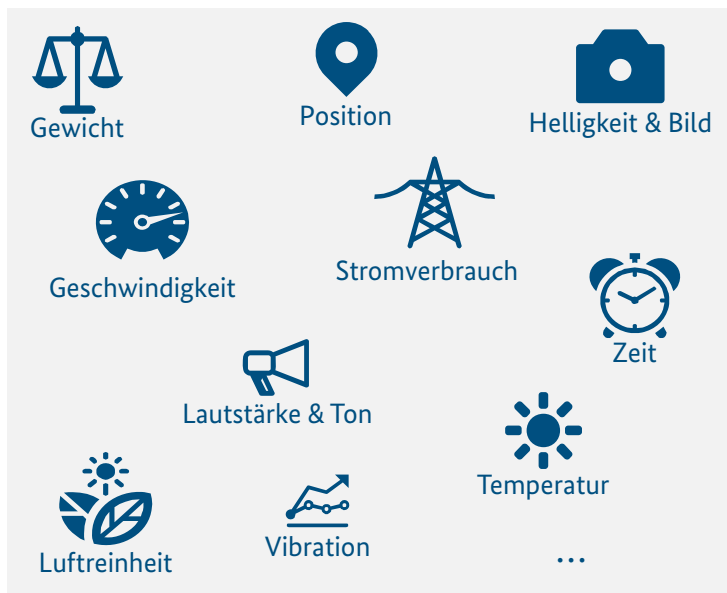 Gewicht
Position
Helligkeit & Bild
Geschwindigkeit
Stromverbrauch
Zeit
Lautstärke & Ton
Temperatur
Luftreinheit
Vibration
...